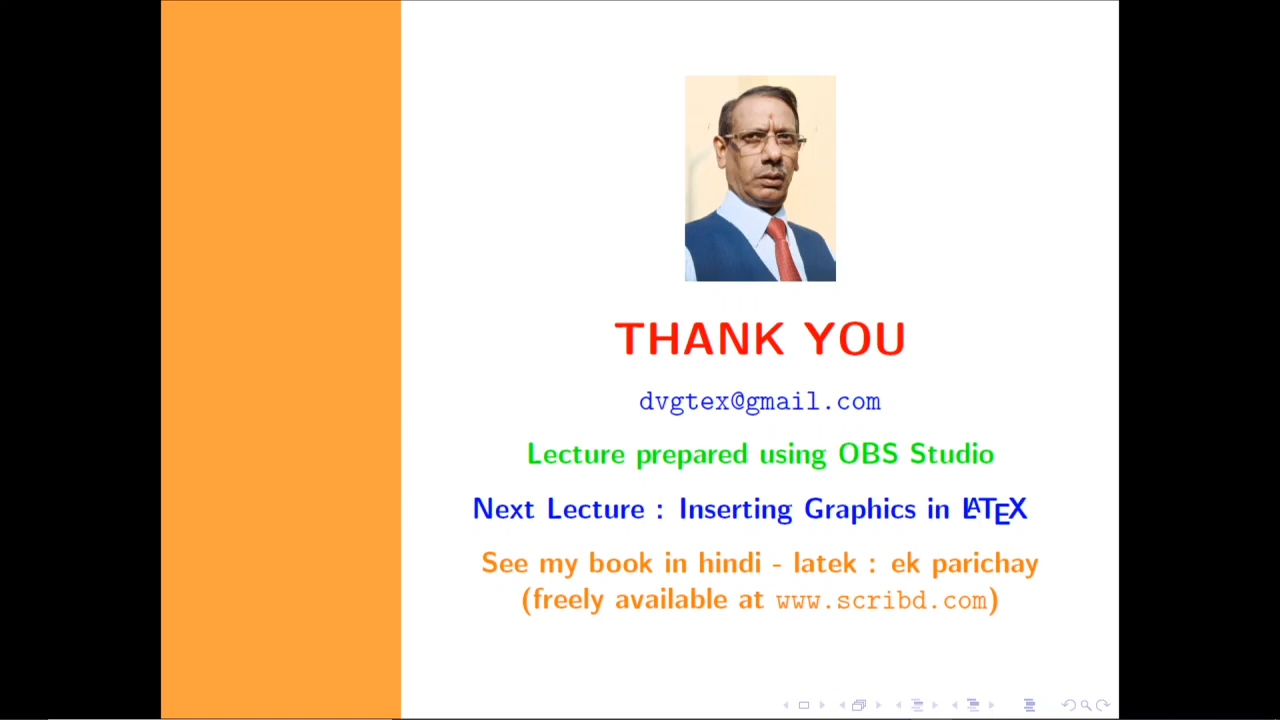 THANK YOU
dvgtex@gmail.com
Lecture prepared using OBS Studio
Next Lecture : Inserting Graphics in LATEX
See my book in hindi - latek : ek parichay
(freely available at www.scribd.com)